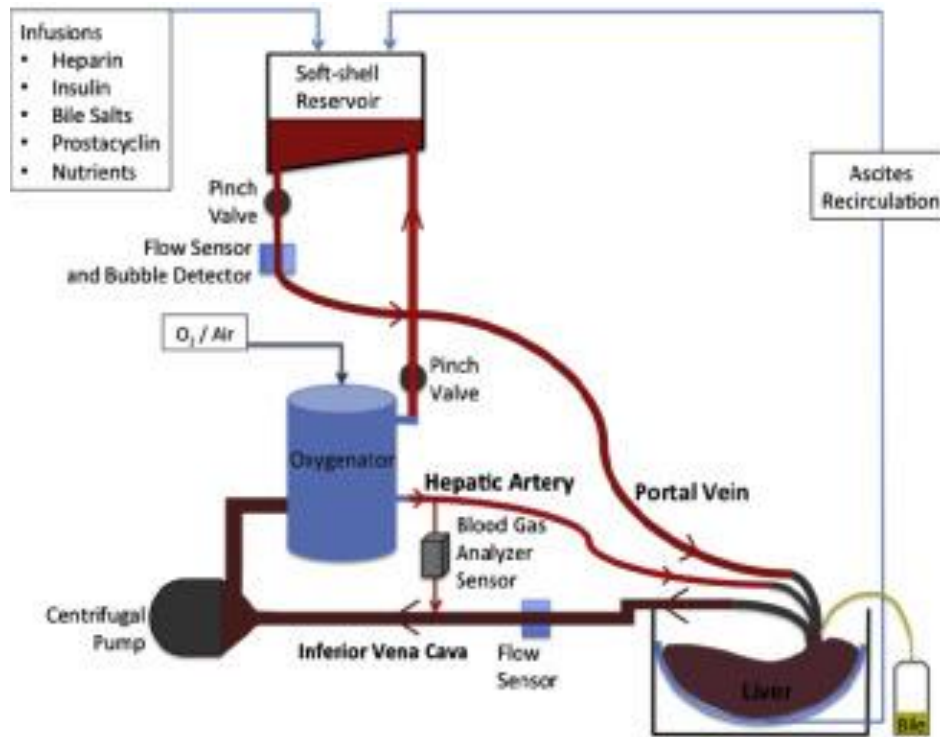 Infusions
• Heparin
• Insulin
• Bile Salts
• Prostacyclin
• Nutrients
Soft-shell
Reservoir
Pinch
Valve
Flow Sensor
and Bubble Detector
Ascites
Recirculation
O₂ / Air
Pinch
Valve
Oxygenator
Hepatic Artery
Portal Vein
Blood Gas
Analyzer
Sensor
Centrifugal
Pump
Inferior Vena Cava
Flow
Sensor
Liver
Bile